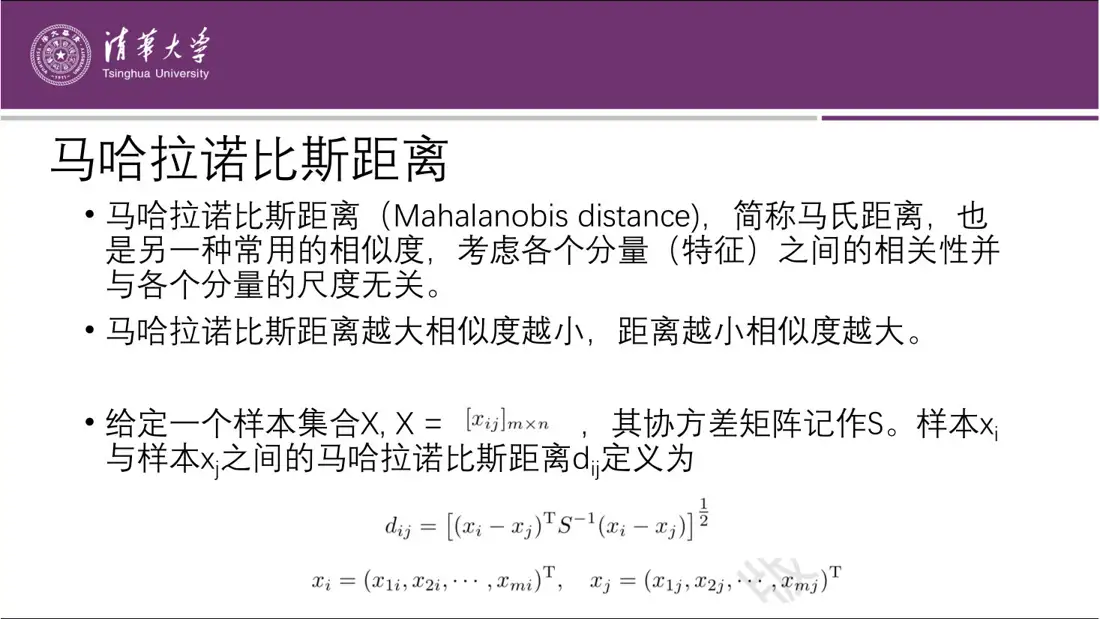 清华大学
Tsinghua University
马哈拉诺比斯距离
• 马哈拉诺比斯距离（Mahalanobis distance)，简称马氏距离，也
是另一种常用的相似度，考虑各个分量（特征）之间的相关性并
与各个分量的尺度无关。
• 马哈拉诺比斯距离越大相似度越小，距离越小相似度越大。
• 给定一个样本集合X, X = [x_{ij}]_{m×n} ，其协方差矩阵记作S。样本x_i
与样本x_j之间的马哈拉诺比斯距离d_{ij}定义为
d_{ij} = [(x_i − x_j)^T S^{−1}(x_i − x_j)]^{1/2}
x_i = (x_{1i}, x_{2i}, ⋯ , x_{mi})^T, x_j = (x_{1j}, x_{2j}, ⋯ , x_{mj})^T